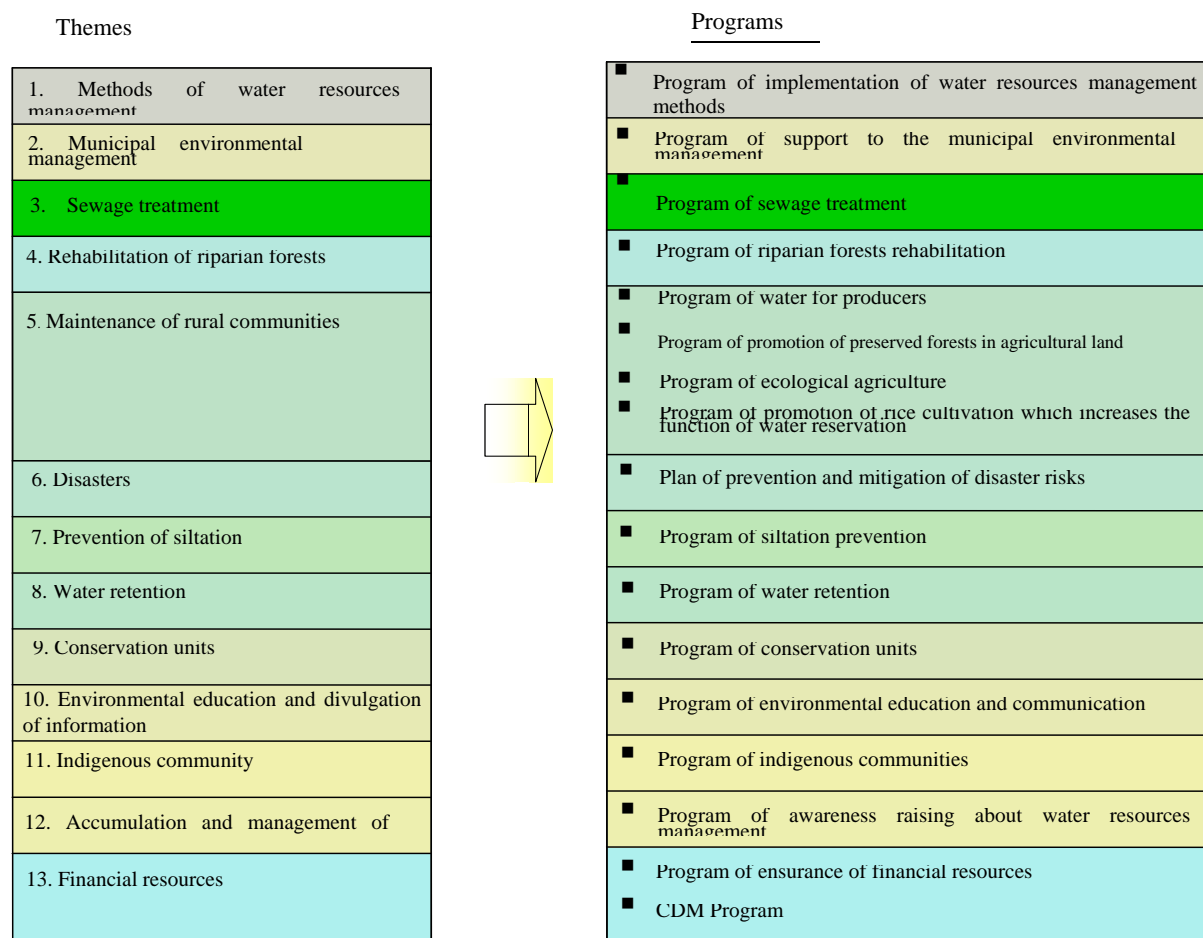 Themes
1. Methods of water resources
management
2. Municipal environmental
management
3. Sewage treatment
4. Rehabilitation of riparian forests
5. Maintenance of rural communities
6. Disasters
7. Prevention of siltation
8. Water retention
9. Conservation units
10. Environmental education and divulgation
of information
11. Indigenous community
12. Accumulation and management of
13. Financial resources
Programs
■ Program of implementation of water resources management
methods
■ Program of support to the municipal environmental
management
■ Program of sewage treatment
■ Program of riparian forests rehabilitation
■ Program of water for producers
■ Program of promotion of preserved forests in agricultural land
■ Program of ecological agriculture
■ Program of promotion of rice cultivation which increases the
function of water reservation
■ Plan of prevention and mitigation of disaster risks
■ Program of siltation prevention
■ Program of water retention
■ Program of conservation units
■ Program of environmental education and communication
■ Program of indigenous communities
■ Program of awareness raising about water resources
management
■ Program of ensurance of financial resources
■ CDM Program